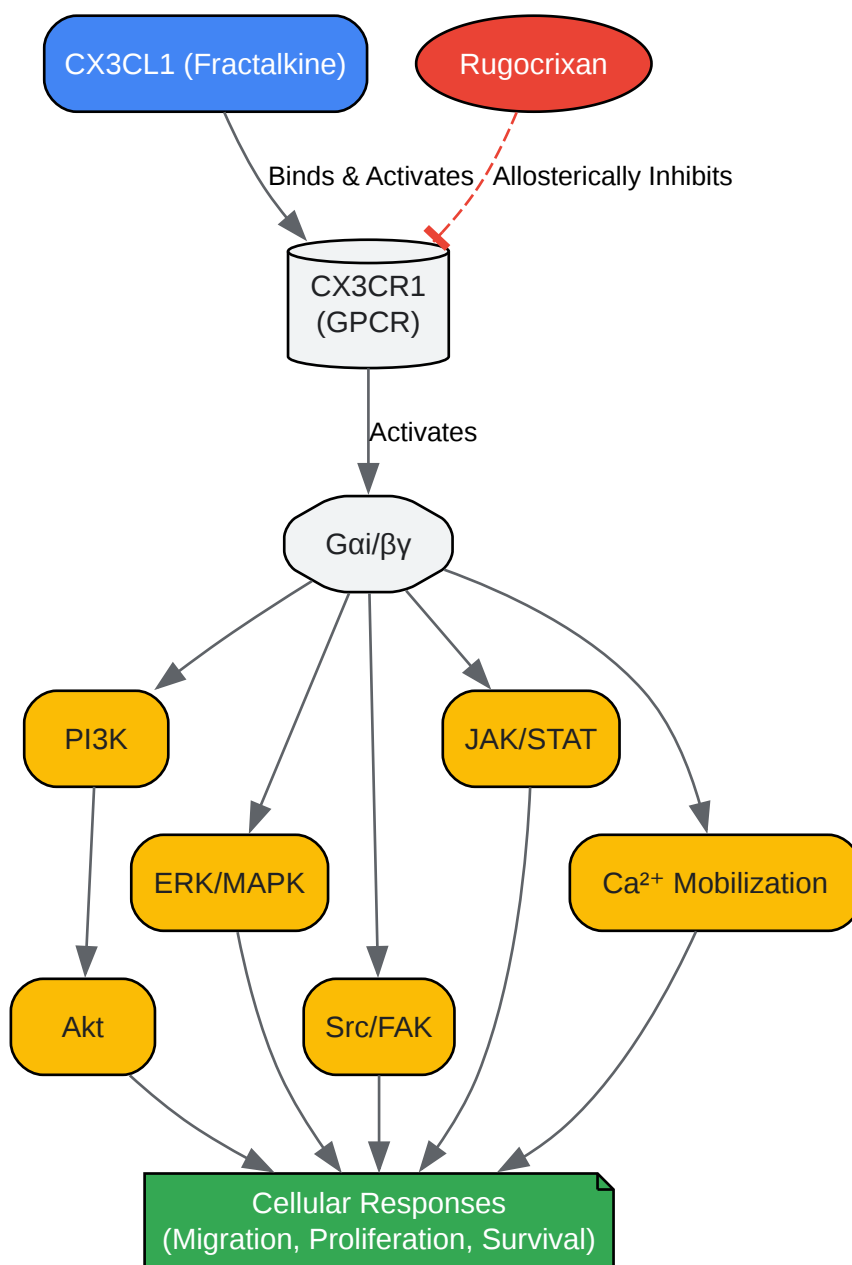 CX3CL1 (Fractalkine)
Rugocrixan
Binds & Activates
Allosterically Inhibits
CX3CR1
(GPCR)
Activates
Gαi/βγ
PI3K
JAK/STAT
ERK/MAPK
Ca²⁺ Mobilization
Akt
Src/FAK
Cellular Responses
(Migration, Proliferation, Survival)